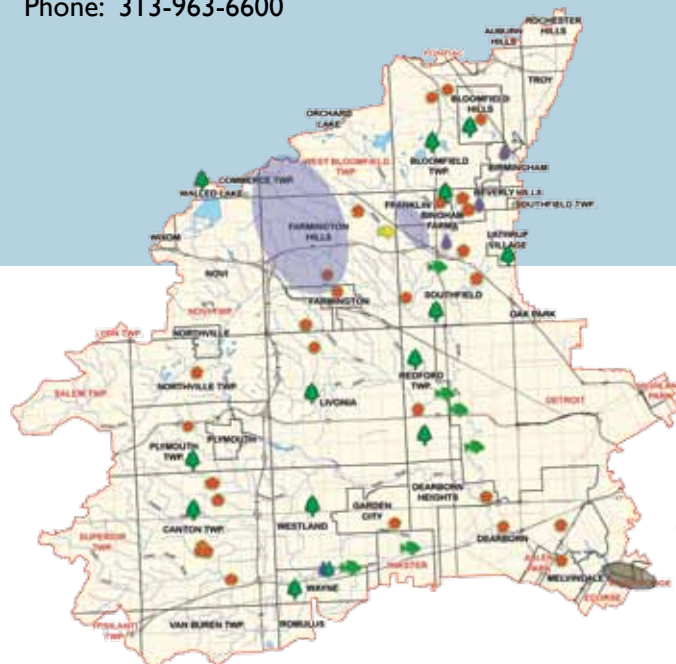 Phone: 313-963-6600
ROCHESTER
HILLS
AUBURN
HILLS
PONTIAC
TROY
BLOOMFIELD
HILLS
ORCHARD
LAKE
WEST BLOOMFIELD
TWP.
BLOOMFIELD
TWP.
BIRMINGHAM
COMMERCE TWP.
WALLED LAKE
BEVERLY HILLS
SOUTHFIELD TWP.
FRANKLIN
BINGHAM
FARMS
FARMINGTON
HILLS
LATHRUP
VILLAGE
WIXOM
NOVI
SOUTHFIELD
FARMINGTON
OAK PARK
NOVI TWP.
LYON TWP.
NORTHVILLE
REDFORD
TWP.
HIGHLAND
PARK
SALEM TWP.
NORTHVILLE TWP.
LIVONIA
DETROIT
PLYMOUTH
TWP.
PLYMOUTH
DEARBORN
HEIGHTS
GARDEN
CITY
CANTON TWP.
WESTLAND
SUPERIOR
TWP.
DEARBORN
ALLEN
PARK
INKSTER
MELVINDALE
WAYNE
ECORSE
YPSILANTI
TWP.
VAN BUREN TWP.
ROMULUS